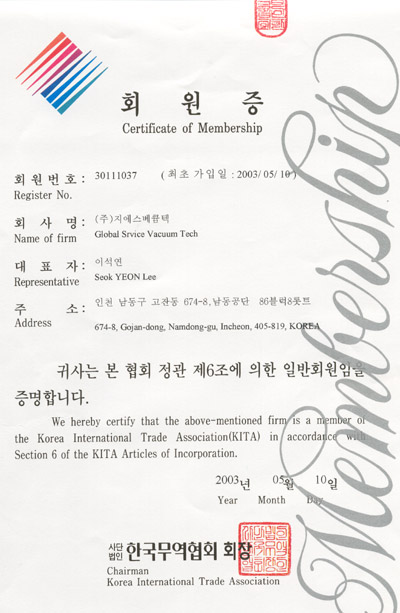 회 원 증
Certificate of Membership
회 원 번 호 : 30111037 ( 최초 가입일 : 2003/ 05/ 10 )
Register No.
회 사 명 : (주)지에스베큠텍
Name of firm Global Srvice Vacuum Tech
대 표 자 : 이석연
Representative Seok YEON Lee
주 소 : 인천 남동구 고잔동 674-8,남동공단 86블럭8롯트
Address 674-8, Gojan-dong, Namdong-gu, Incheon, 405-819, KOREA
귀사는 본 협회 정관 제6조에 의한 일반회원임을
증명합니다.
We hereby certify that the above-mentioned firm is a member of
the Korea International Trade Association(KITA) in accordance with
Section 6 of the KITA Articles of Incorporation.
2003년 05월 10일
Year Month Day
사단법인 한국무역협회 회장
Chairman
Korea International Trade Association
Membership